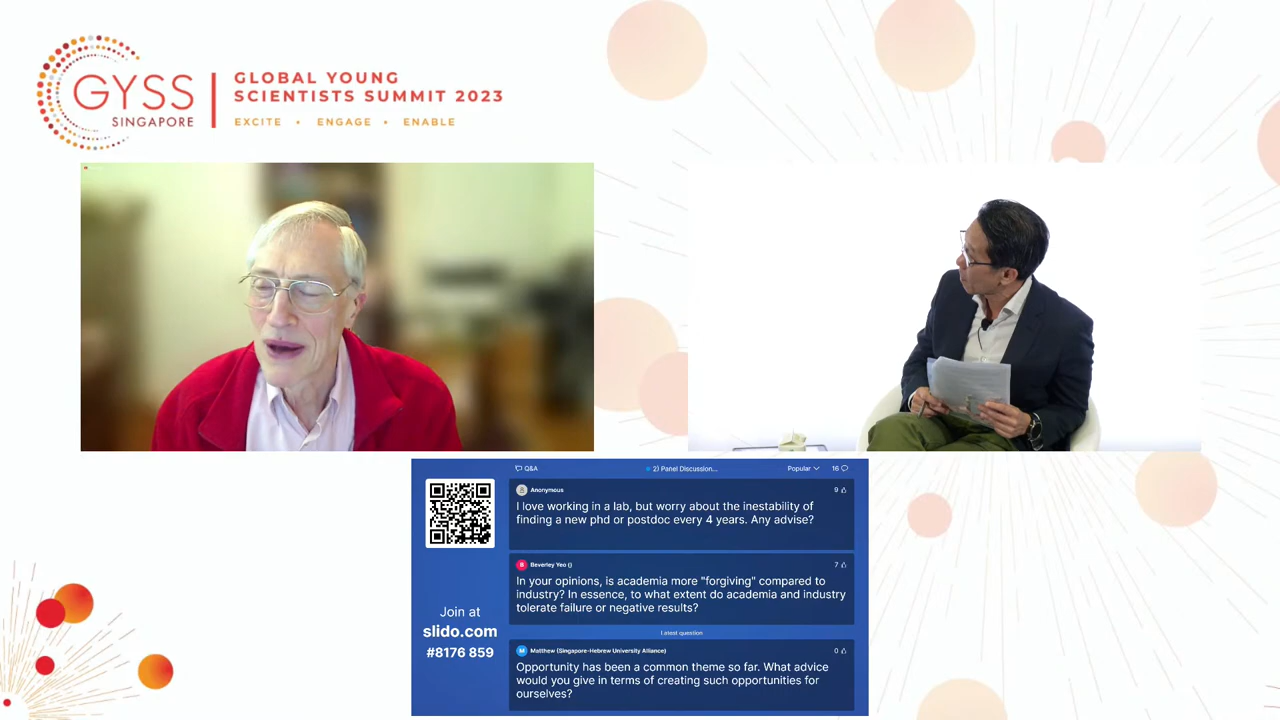 GYSS
SINGAPORE
GLOBAL YOUNG
SCIENTISTS SUMMIT 2023
EXCITE • ENGAGE • ENABLE
Q&A
2) Panel Discussion...
Popular
16
Anonymous
9
I love working in a lab, but worry about the inestability of
finding a new phd or postdoc every 4 years. Any advise?
B
Beverley Yeo ()
7
In your opinions, is academia more "forgiving" compared to
industry? In essence, to what extent do academia and industry
tolerate failure or negative results?
Latest question
M
Matthew (Singapore-Hebrew University Alliance)
0
Opportunity has been a common theme so far. What advice
would you give in terms of creating such opportunities for
ourselves?
Join at
slido.com
#8176 859